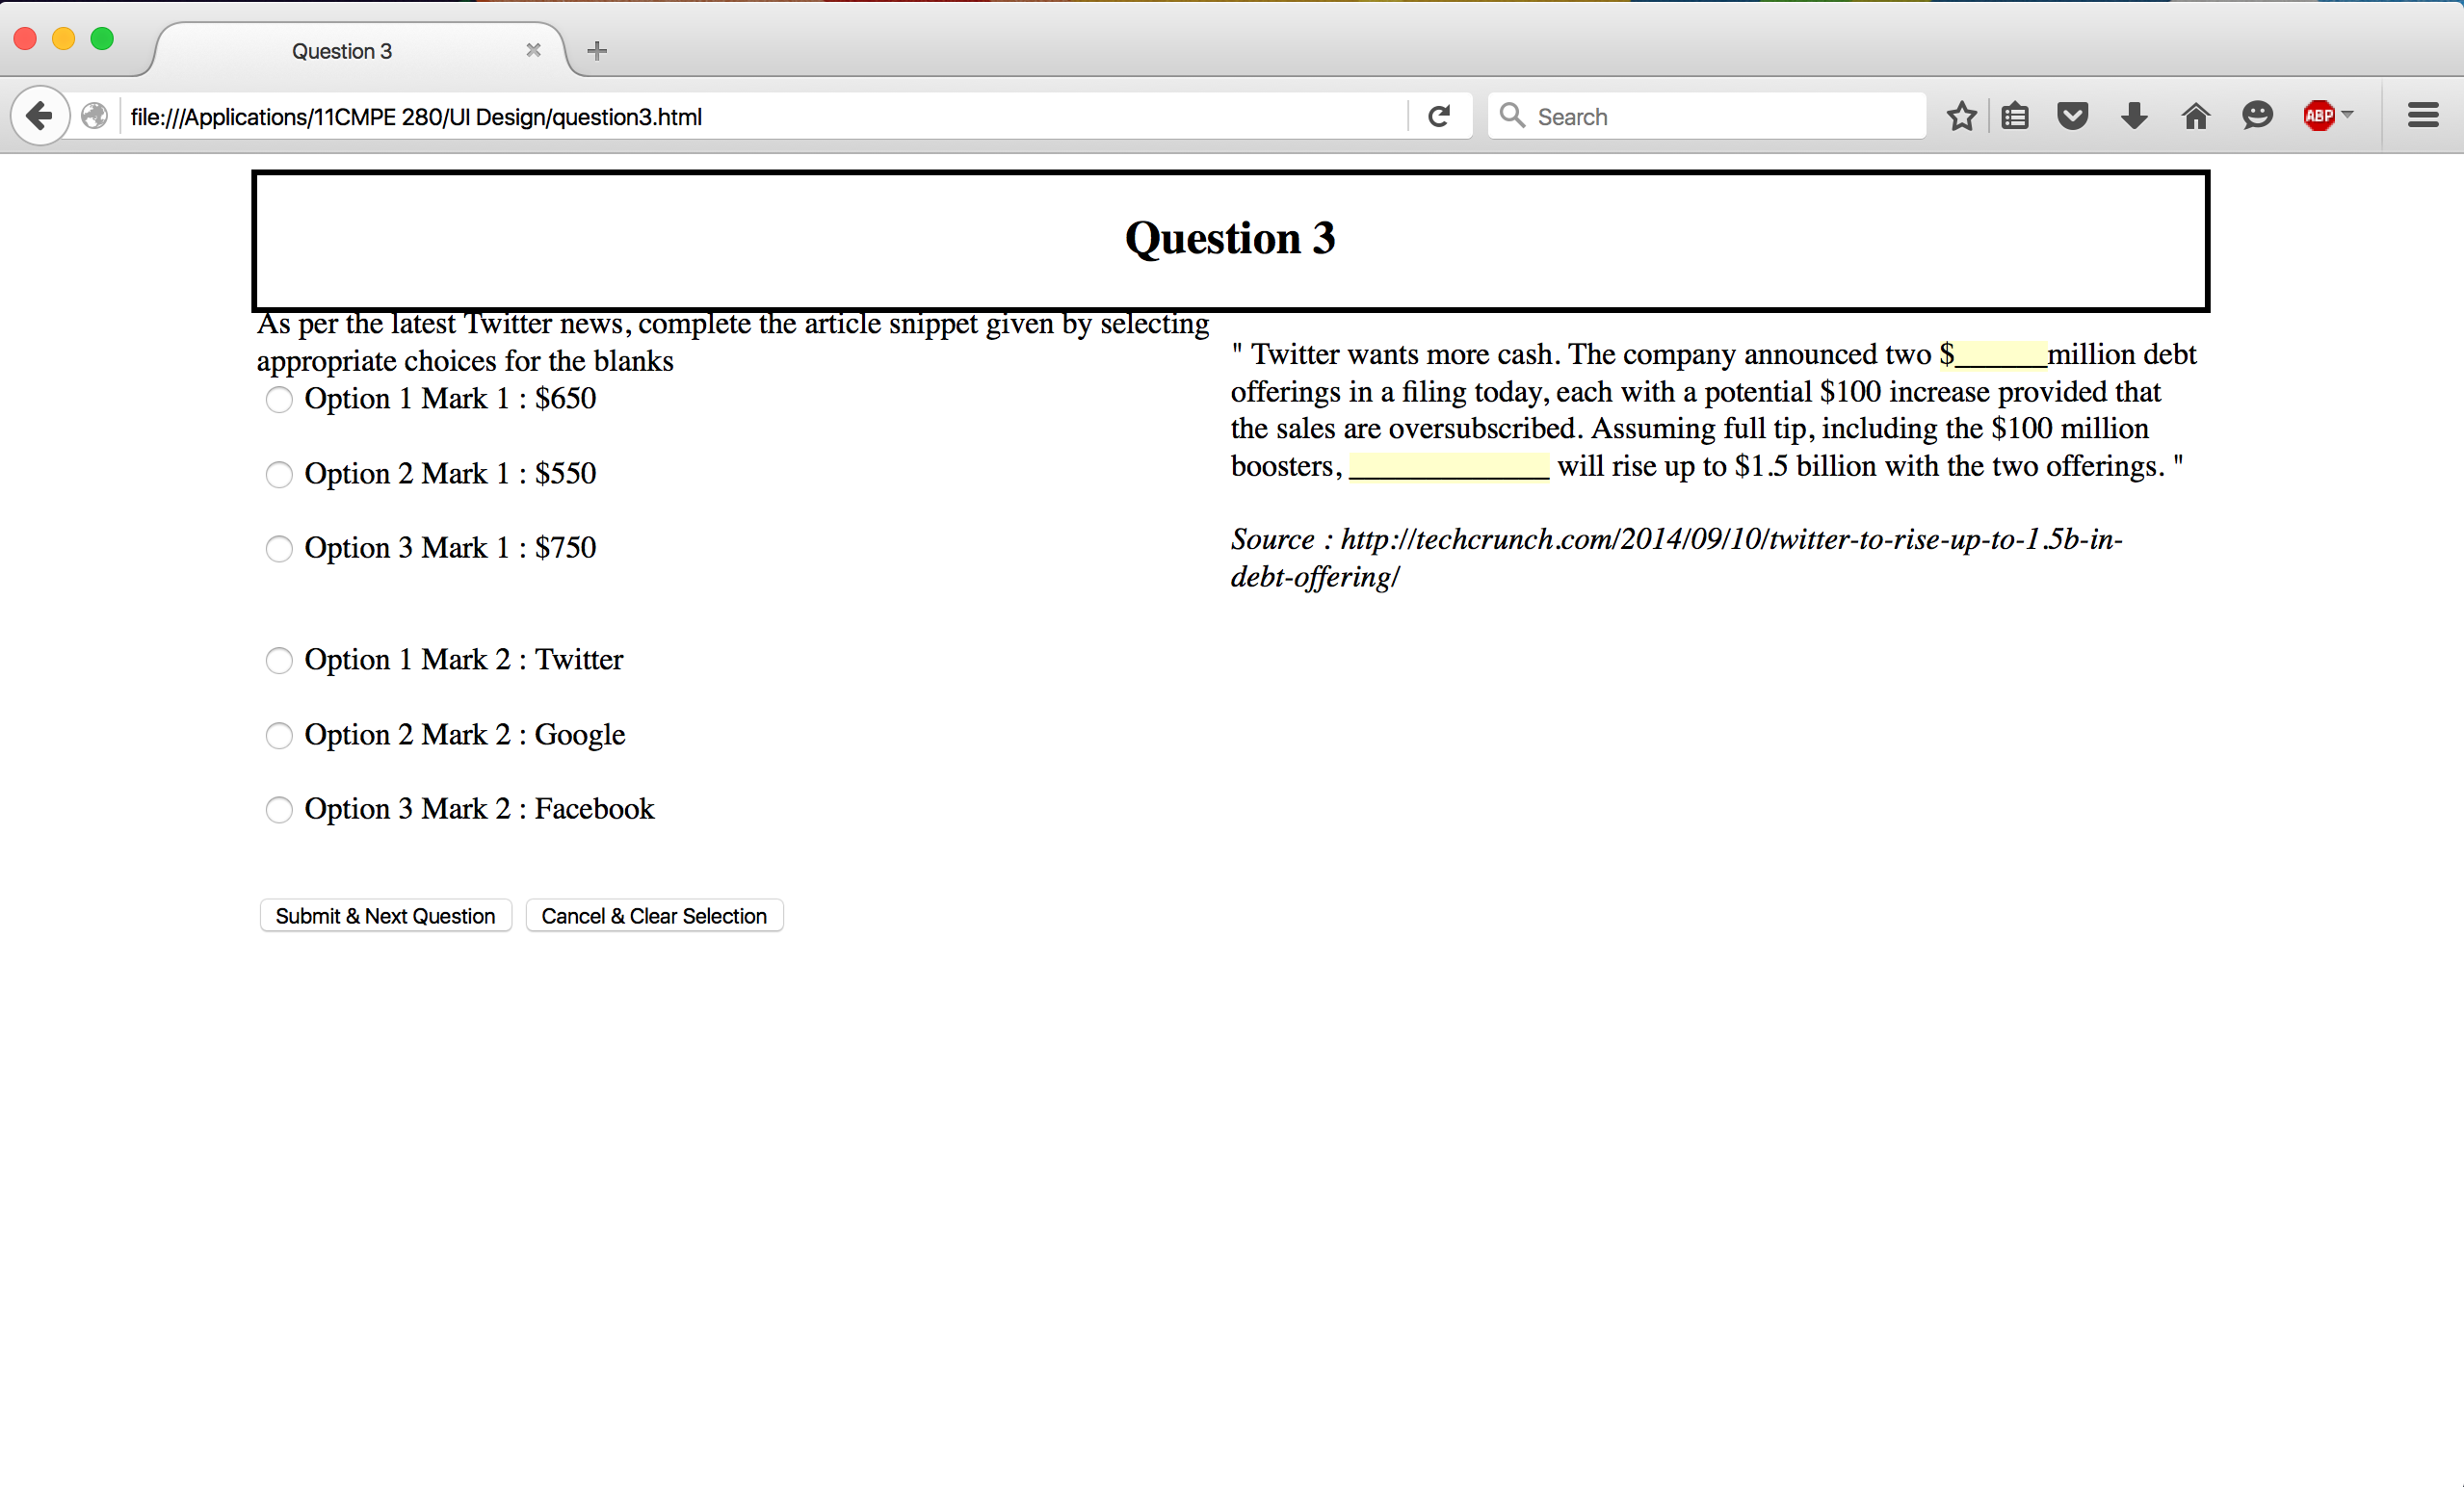 Question 3
file:///Applications/11CMPE 280/UI Design/question3.html
Search
ABP
Question 3
As per the latest Twitter news, complete the article snippet given by selecting
appropriate choices for the blanks
Option 1 Mark 1 : $650
Option 2 Mark 1 : $550
Option 3 Mark 1 : $750
Option 1 Mark 2 : Twitter
Option 2 Mark 2 : Google
Option 3 Mark 2 : Facebook
Submit & Next Question
Cancel & Clear Selection
" Twitter wants more cash. The company announced two $______million debt
offerings in a filing today, each with a potential $100 increase provided that
the sales are oversubscribed. Assuming full tip, including the $100 million
boosters, _____________ will rise up to $1.5 billion with the two offerings. "
Source : http://techcrunch.com/2014/09/10/twitter-to-rise-up-to-1.5b-in-
debt-offering/